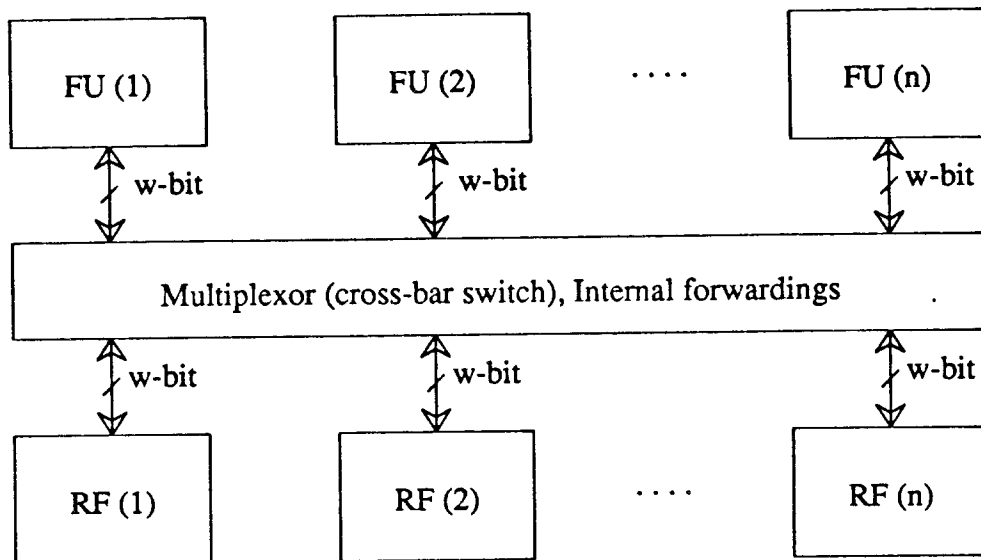 FU (1)
FU (2)
. . . .
FU (n)
w-bit
w-bit
w-bit
Multiplexor (cross-bar switch), Internal forwardings
w-bit
w-bit
w-bit
RF (1)
RF (2)
. . . .
RF (n)